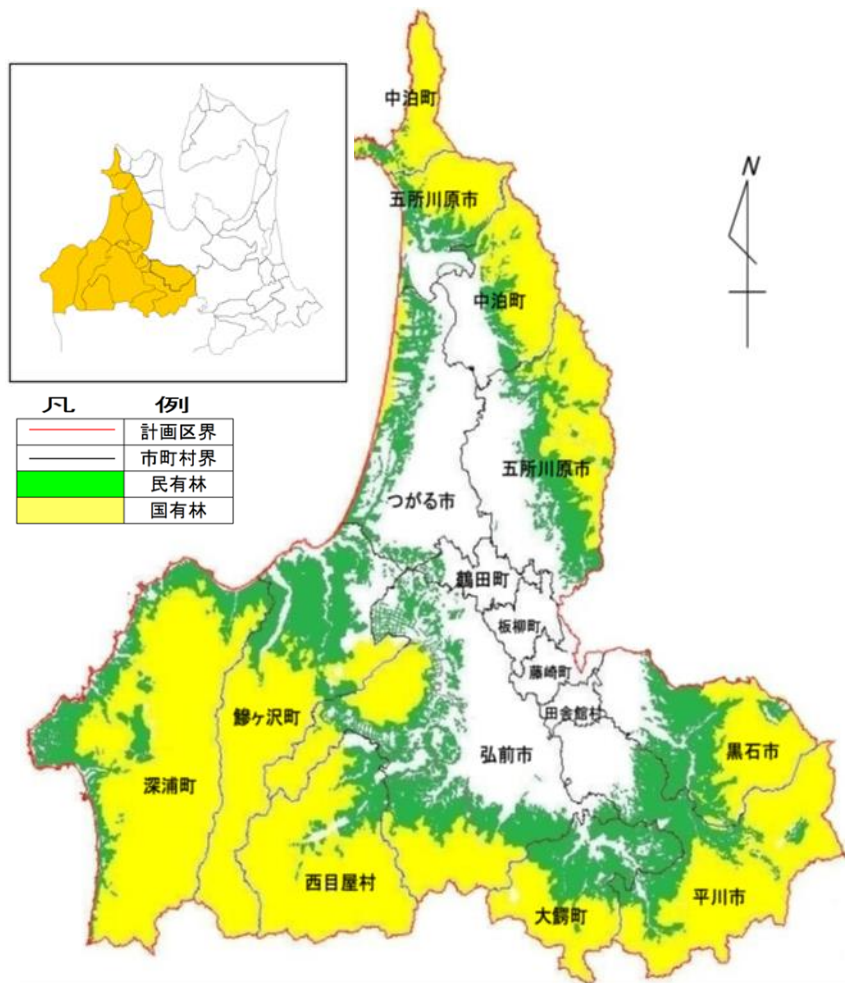 中泊町
N
五所川原市
中泊町
凡 例
計画区界
市町村界
民有林
国有林
五所川原市
つがる市
鶴田町
板柳町
藤崎町
田舎館村
鰺ヶ沢町
弘前市
黒石市
深浦町
西目屋村
平川市
大鰐町